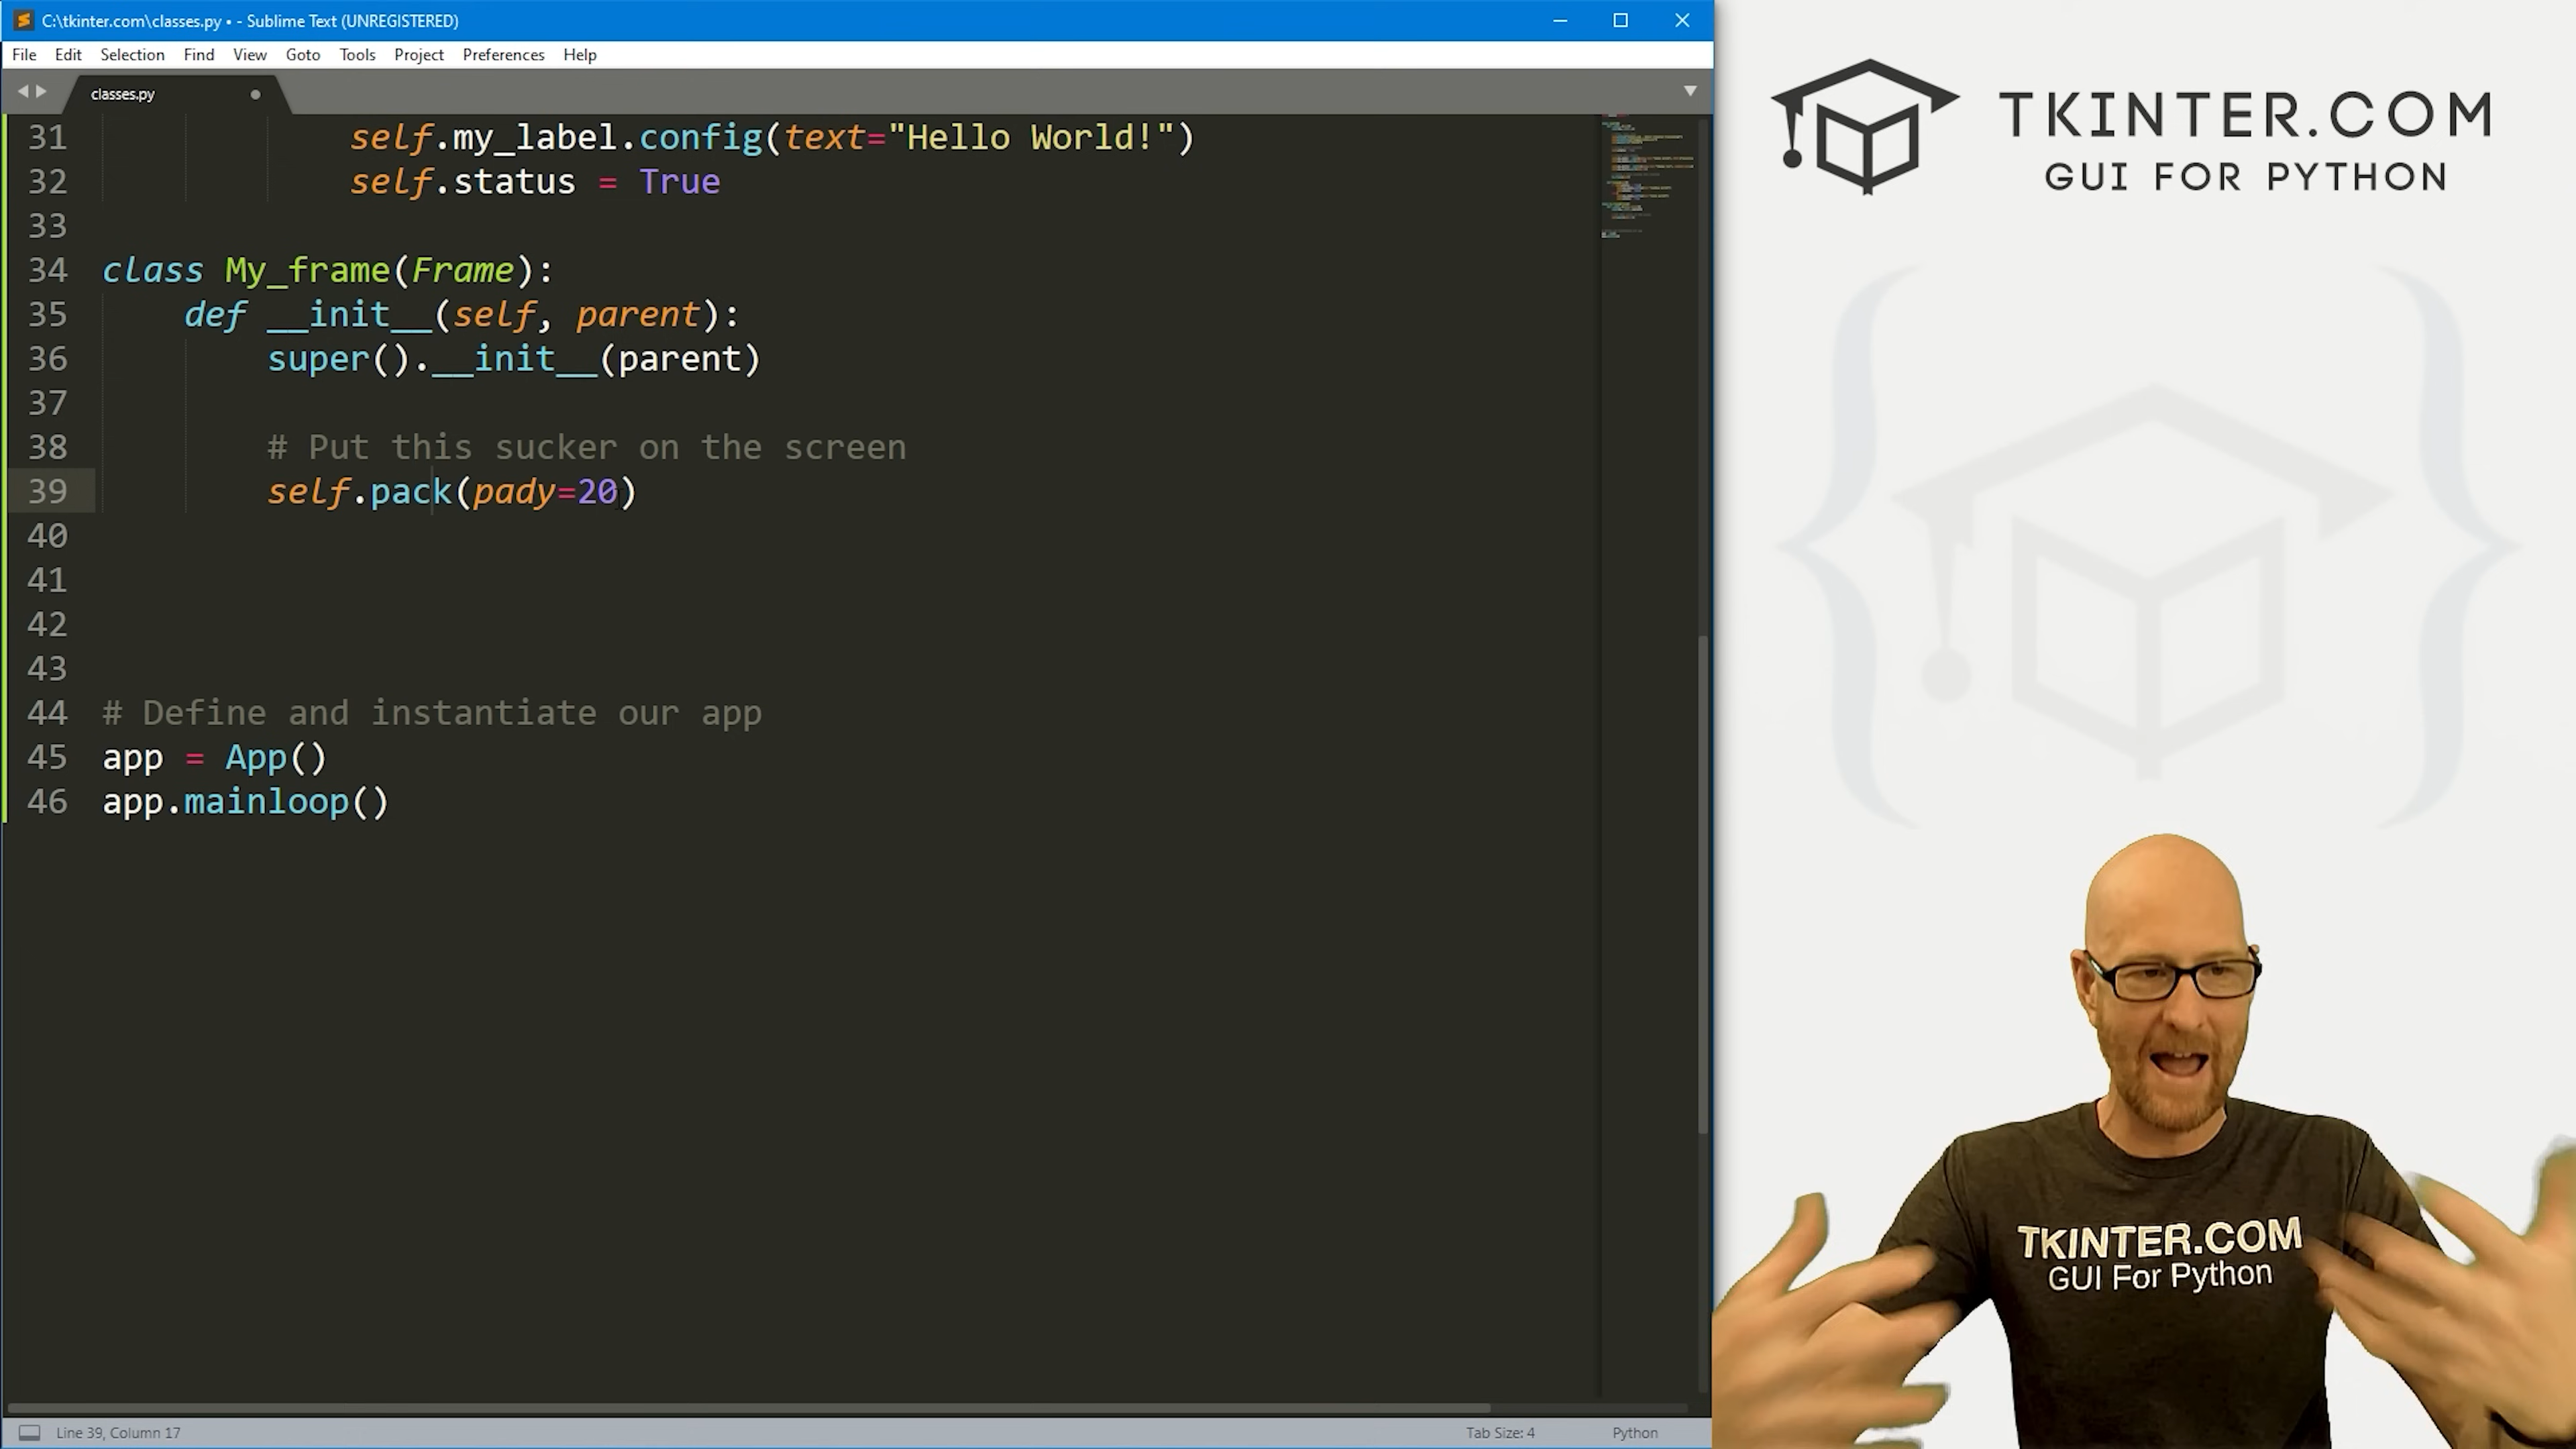 C:\tkinter.com\classes.py • - Sublime Text (UNREGISTERED)
File Edit Selection Find View Goto Tools Project Preferences Help
classes.py
31 self.my_label.config(text="Hello World!")
32 self.status = True
33
34 class My_frame(Frame):
35 def __init__(self, parent):
36 super().__init__(parent)
37
38 # Put this sucker on the screen
39 self.pack(pady=20)
40
41
42
43
44 # Define and instantiate our app
45 app = App()
46 app.mainloop()
Line 39, Column 17 Tab Size: 4 Python
TKINTER.COM
GUI FOR PYTHON
TKINTER.COM
GUI For Python